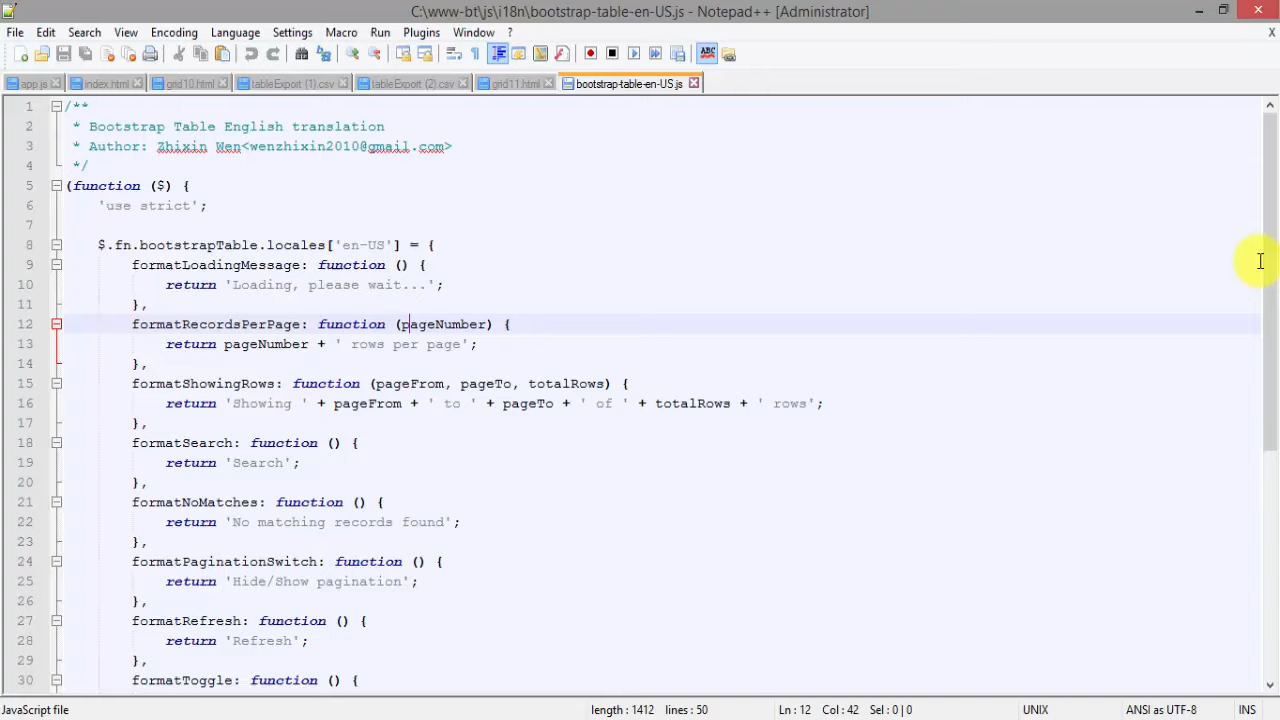 C:\www-bt\js\i18n\bootstrap-table-en-US.js - Notepad++ [Administrator]
File Edit Search View Encoding Language Settings Macro Run Plugins Window ? X
ABC
app.js index.html grid10.html tableExport (1).csv tableExport (2).csv grid11.html bootstrap-table-en-US.js
1 /**
2 * Bootstrap Table English translation
3 * Author: Zhixin Wen<wenzhixin2010@gmail.com>
4 */
5 (function ($) {
6 'use strict';
7
8 $.fn.bootstrapTable.locales['en-US'] = {
9 formatLoadingMessage: function () {
10 return 'Loading, please wait...';
11 },
12 formatRecordsPerPage: function (pageNumber) {
13 return pageNumber + ' rows per page';
14 },
15 formatShowingRows: function (pageFrom, pageTo, totalRows) {
16 return 'Showing ' + pageFrom + ' to ' + pageTo + ' of ' + totalRows + ' rows';
17 },
18 formatSearch: function () {
19 return 'Search';
20 },
21 formatNoMatches: function () {
22 return 'No matching records found';
23 },
24 formatPaginationSwitch: function () {
25 return 'Hide/Show pagination';
26 },
27 formatRefresh: function () {
28 return 'Refresh';
29 },
30 formatToggle: function () {
JavaScript file length : 1412 lines : 50 Ln : 12 Col : 42 Sel : 0 | 0 UNIX ANSI as UTF-8 INS